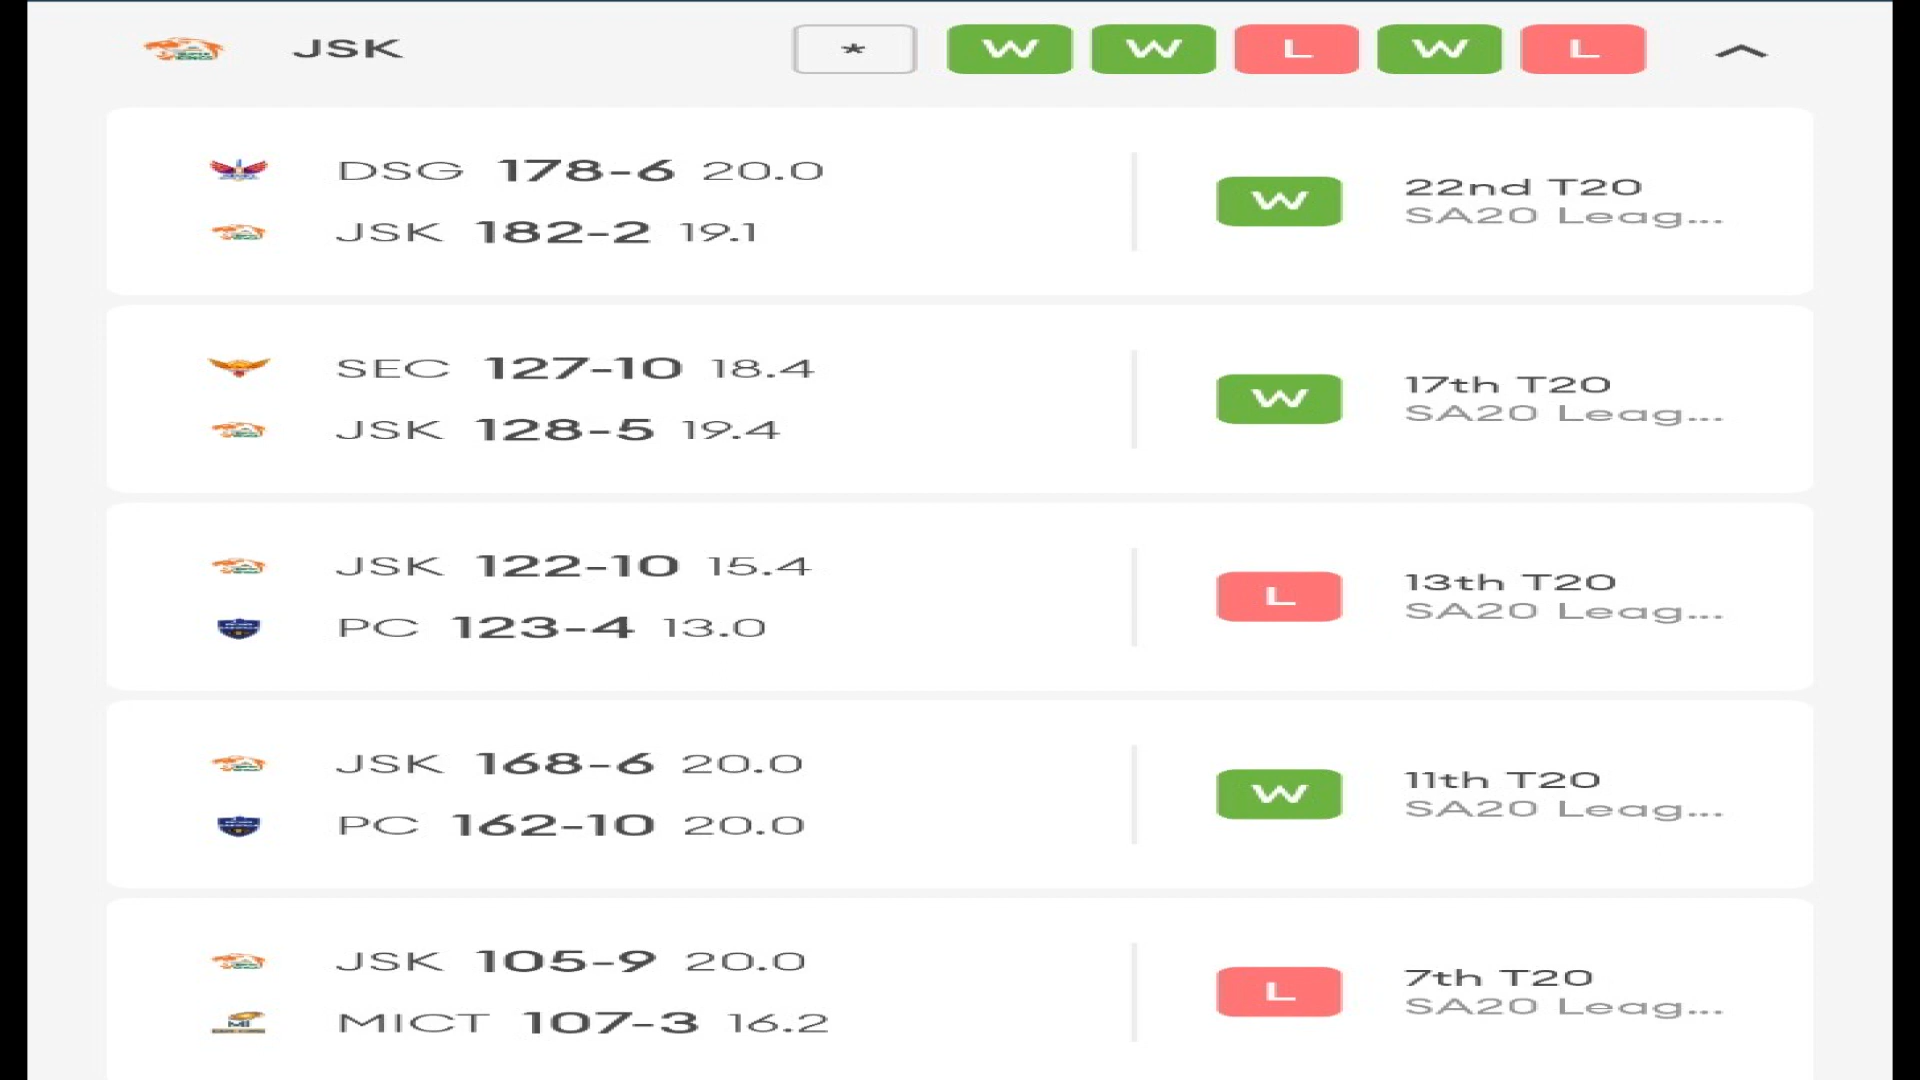 JSK * W W L W L
DSG 178-6 20.0
JSK 182-2 19.1
W
22nd T20
SA20 Leag...
SEC 127-10 18.4
JSK 128-5 19.4
W
17th T20
SA20 Leag...
JSK 122-10 15.4
PC 123-4 13.0
L
13th T20
SA20 Leag...
JSK 168-6 20.0
PC 162-10 20.0
W
11th T20
SA20 Leag...
JSK 105-9 20.0
MICT 107-3 16.2
L
7th T20
SA20 Leag...